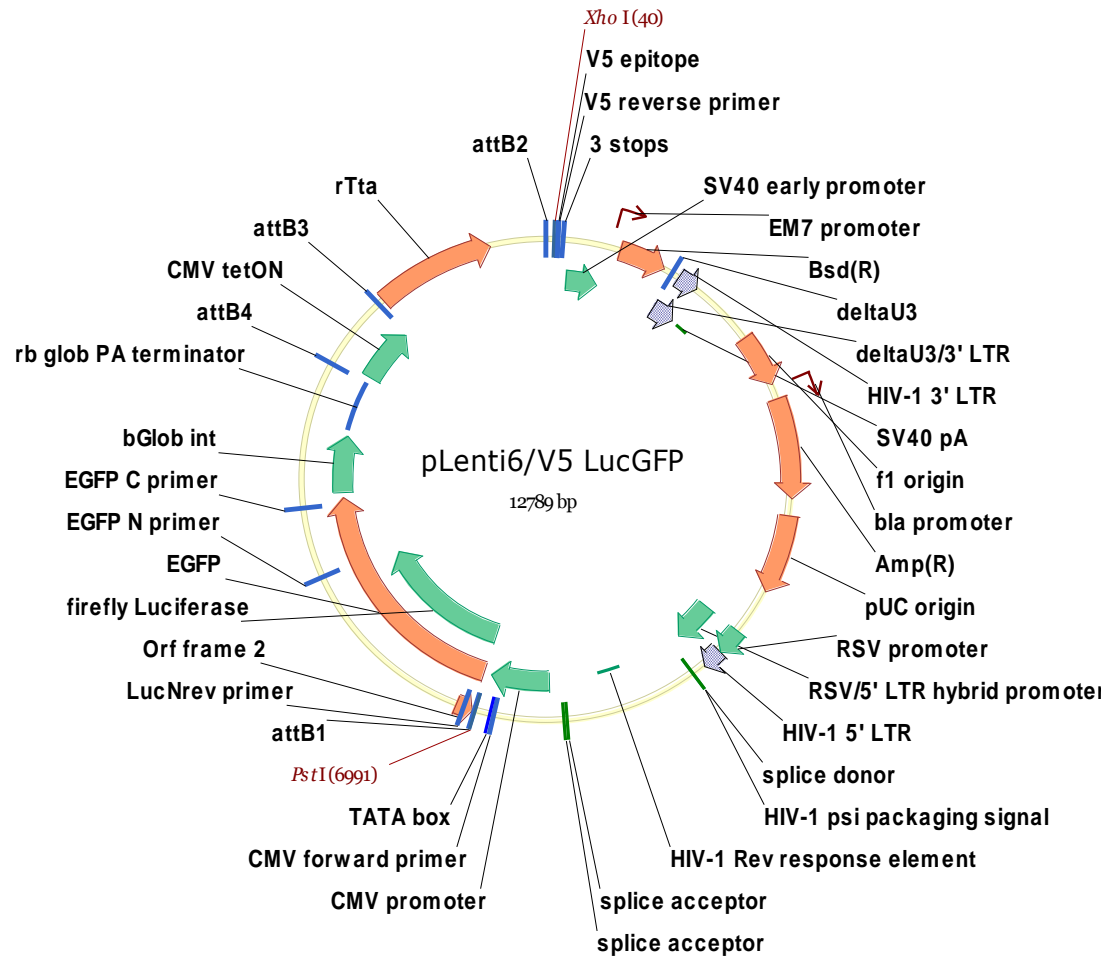 Xho I (40)
V5 epitope
V5 reverse primer
attB2
3 stops
rTta
SV40 early promoter
EM7 promoter
attB3
CMV tetON
Bsd(R)
attB4
deltaU3
rb glob PA terminator
deltaU3/3' LTR
HIV-1 3' LTR
bGlob int
SV40 pA
pLenti6/V5 LucGFP
EGFP C primer
f1 origin
12789 bp
EGFP N primer
bla promoter
EGFP
Amp(R)
firefly Luciferase
pUC origin
Orf frame 2
RSV promoter
LucNrev primer
RSV/5' LTR hybrid promoter
attB1
HIV-1 5' LTR
PstI (6991)
splice donor
TATA box
HIV-1 psi packaging signal
CMV forward primer
HIV-1 Rev response element
CMV promoter
splice acceptor
splice acceptor